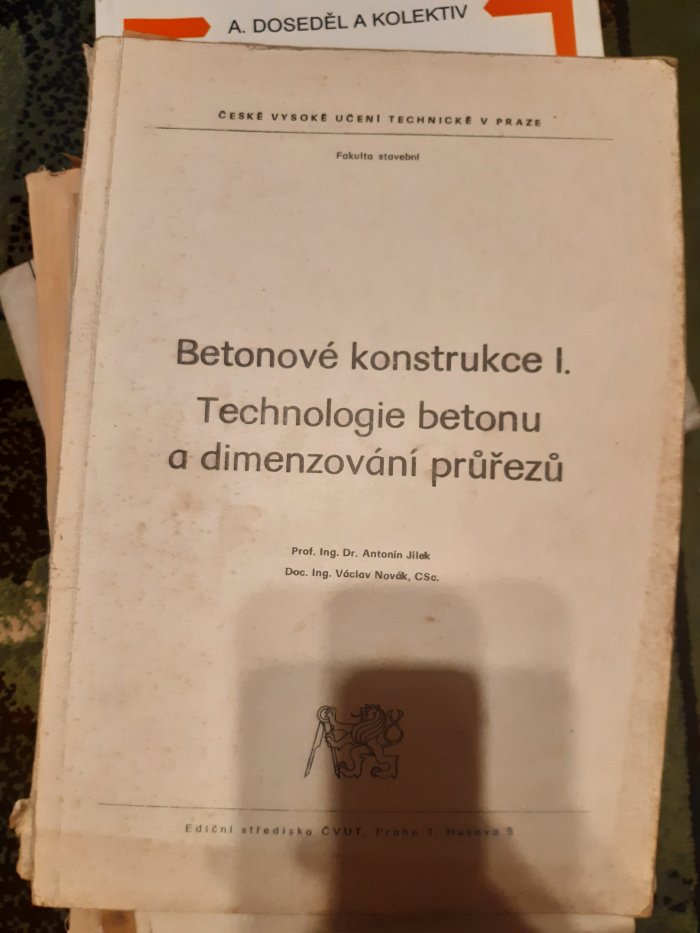 A. DOSEDĚL A KOLEKTIV
ČESKÉ VYSOKÉ UČENÍ TECHNICKÉ V PRAZE
Fakulta stavební
Betonové konstrukce I.
Technologie betonu
a dimenzování průřezů
Prof. Ing. Dr. Antonín Jílek
Doc. Ing. Václav Novák, CSc.
Ediční středisko ČVUT, Praha 1, Husova 5